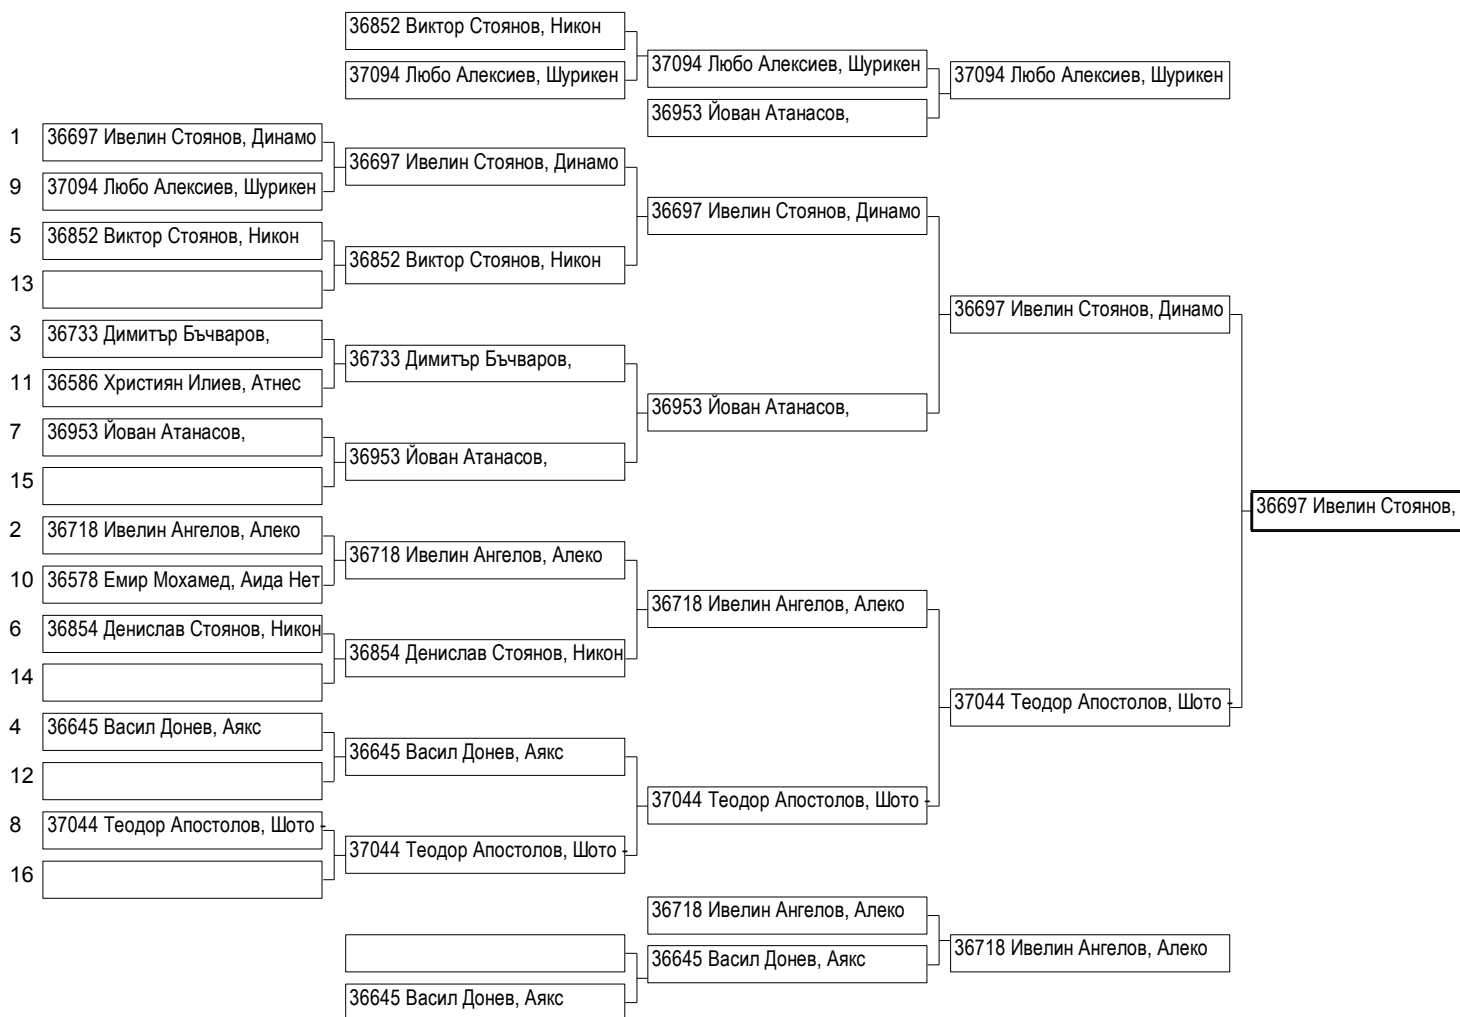 36852 Виктор Стоянов, Никон
37094 Любо Алексиев, Шурикен
37094 Любо Алексиев, Шурикен
36953 Йован Атанасов,
37094 Любо Алексиев, Шурикен
1 36697 Ивелин Стоянов, Динамо
9 37094 Любо Алексиев, Шурикен
5 36852 Виктор Стоянов, Никон
13
3 36733 Димитър Бъчваров,
11 36586 Християн Илиев, Атнес
7 36953 Йован Атанасов,
15
2 36718 Ивелин Ангелов, Алеко
10 36578 Емир Мохамед, Аида Нет
6 36854 Денислав Стоянов, Никон
14
4 36645 Васил Донев, Аякс
12
8 37044 Теодор Апостолов, Шото -
16
36697 Ивелин Стоянов, Динамо
36852 Виктор Стоянов, Никон
36733 Димитър Бъчваров,
36953 Йован Атанасов,
36718 Ивелин Ангелов, Алеко
36854 Денислав Стоянов, Никон
36645 Васил Донев, Аякс
37044 Теодор Апостолов, Шото -
36697 Ивелин Стоянов, Динамо
36953 Йован Атанасов,
36718 Ивелин Ангелов, Алеко
37044 Теодор Апостолов, Шото -
36697 Ивелин Стоянов, Динамо
37044 Теодор Апостолов, Шото -
36697 Ивелин Стоянов,
36645 Васил Донев, Аякс
36718 Ивелин Ангелов, Алеко
36645 Васил Донев, Аякс
36718 Ивелин Ангелов, Алеко